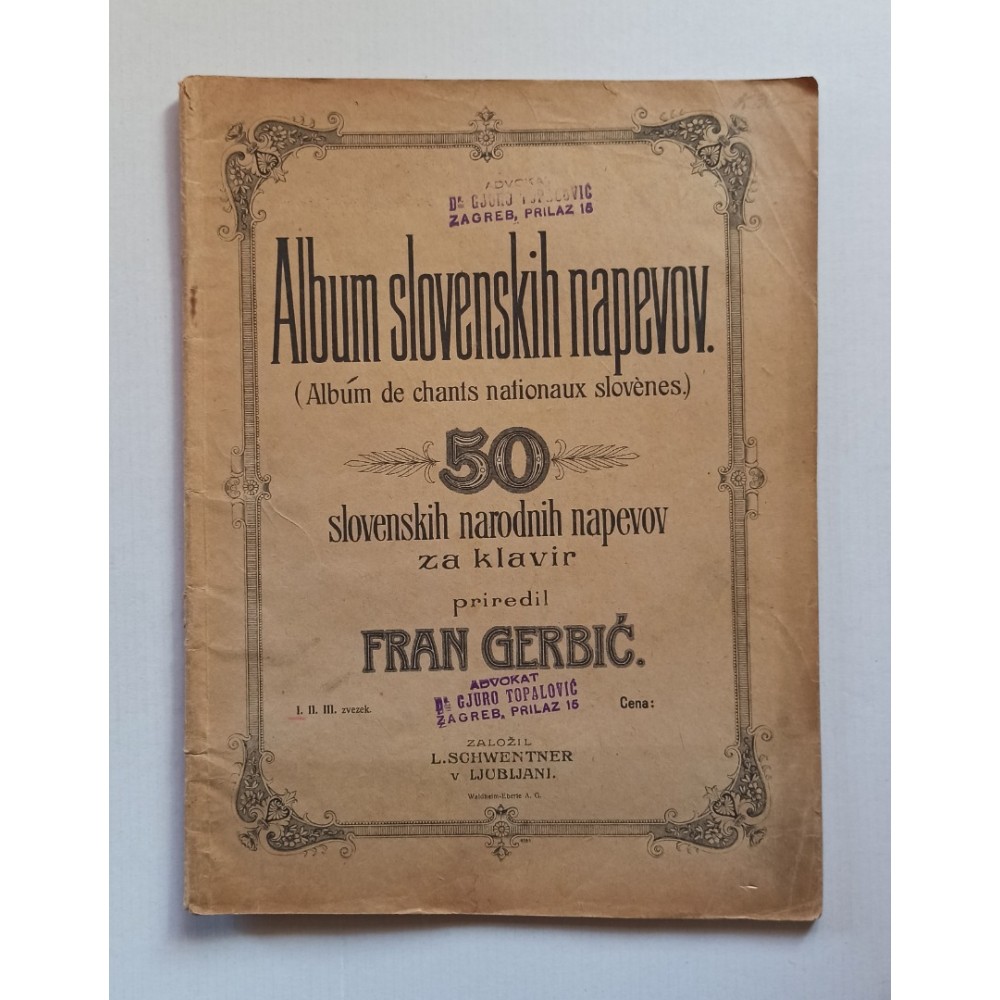 ADVOKAT
Dr. GJURO TOPALOVIĆ
ZAGREB, PRILAZ 15
Album slovenskih napevov.
(Album de chants nationaux slovènes.)
50
slovenskih narodnih napevov
za klavir
priredil
FRAN GERBIĆ.
ADVOKAT
Dr. GJURO TOPALOVIĆ
ZAGREB, PRILAZ 15
I. II. III. zvezek.
Cena:
ZALOŽIL
L. SCHWENTNER
v LJUBLJANI.
Waldheim-Eberle A. G.